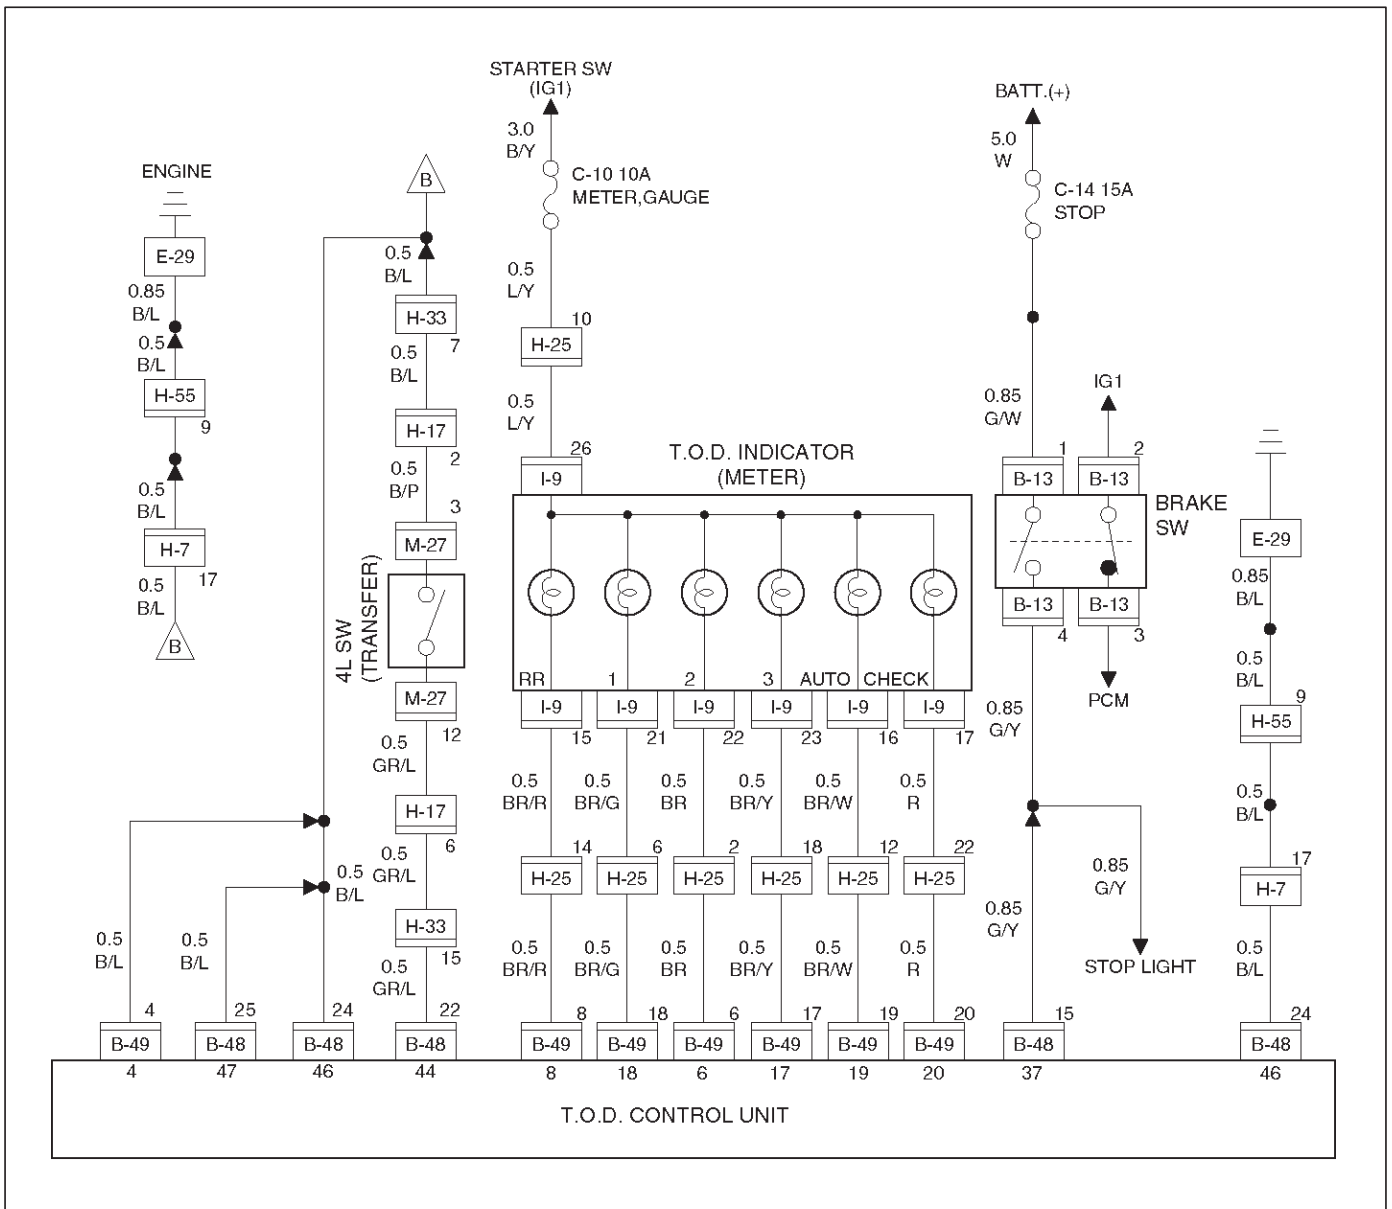 STARTER SW
(IG1)
BATT.(+)
3.0
B/Y
5.0
W
ENGINE
B
C-10 10A
METER,GAUGE
C-14 15A
STOP
E-29
0.5
B/L
0.85
B/L
0.5
L/Y
H-33
7
10
H-25
0.5
B/L
0.5
B/L
H-55
9
IG1
0.85
G/W
0.5
L/Y
H-17
2
T.O.D. INDICATOR
(METER)
26
I-9
1
B-13
2
B-13
0.5
B/P
0.5
B/L
3
M-27
BRAKE
SW
H-7
17
E-29
0.5
B/L
0.85
B/L
4L SW
(TRANSFER)
B
B-13
4
B-13
3
0.5
B/L
RR
1
2
3
AUTO
CHECK
M-27
12
I-9
15
I-9
21
I-9
22
I-9
23
I-9
16
I-9
17
PCM
0.85
G/Y
9
H-55
0.5
GR/L
0.5
BR/R
0.5
BR/G
0.5
BR
0.5
BR/Y
0.5
BR/W
0.5
R
0.5
B/L
H-17
6
14
H-25
6
H-25
2
H-25
18
H-25
12
H-25
22
H-25
17
H-7
0.5
B/L
0.5
GR/L
0.85
G/Y
0.85
G/Y
H-33
15
0.5
B/L
0.5
B/L
0.5
GR/L
0.5
BR/R
0.5
BR/G
0.5
BR
0.5
BR/Y
0.5
BR/W
0.5
R
STOP LIGHT
0.5
B/L
4
25
24
22
8
18
6
17
19
20
15
24
B-49
B-48
B-48
B-48
B-49
B-49
B-49
B-49
B-49
B-49
B-48
B-48
4
47
46
44
8
18
6
17
19
20
37
46
T.O.D. CONTROL UNIT